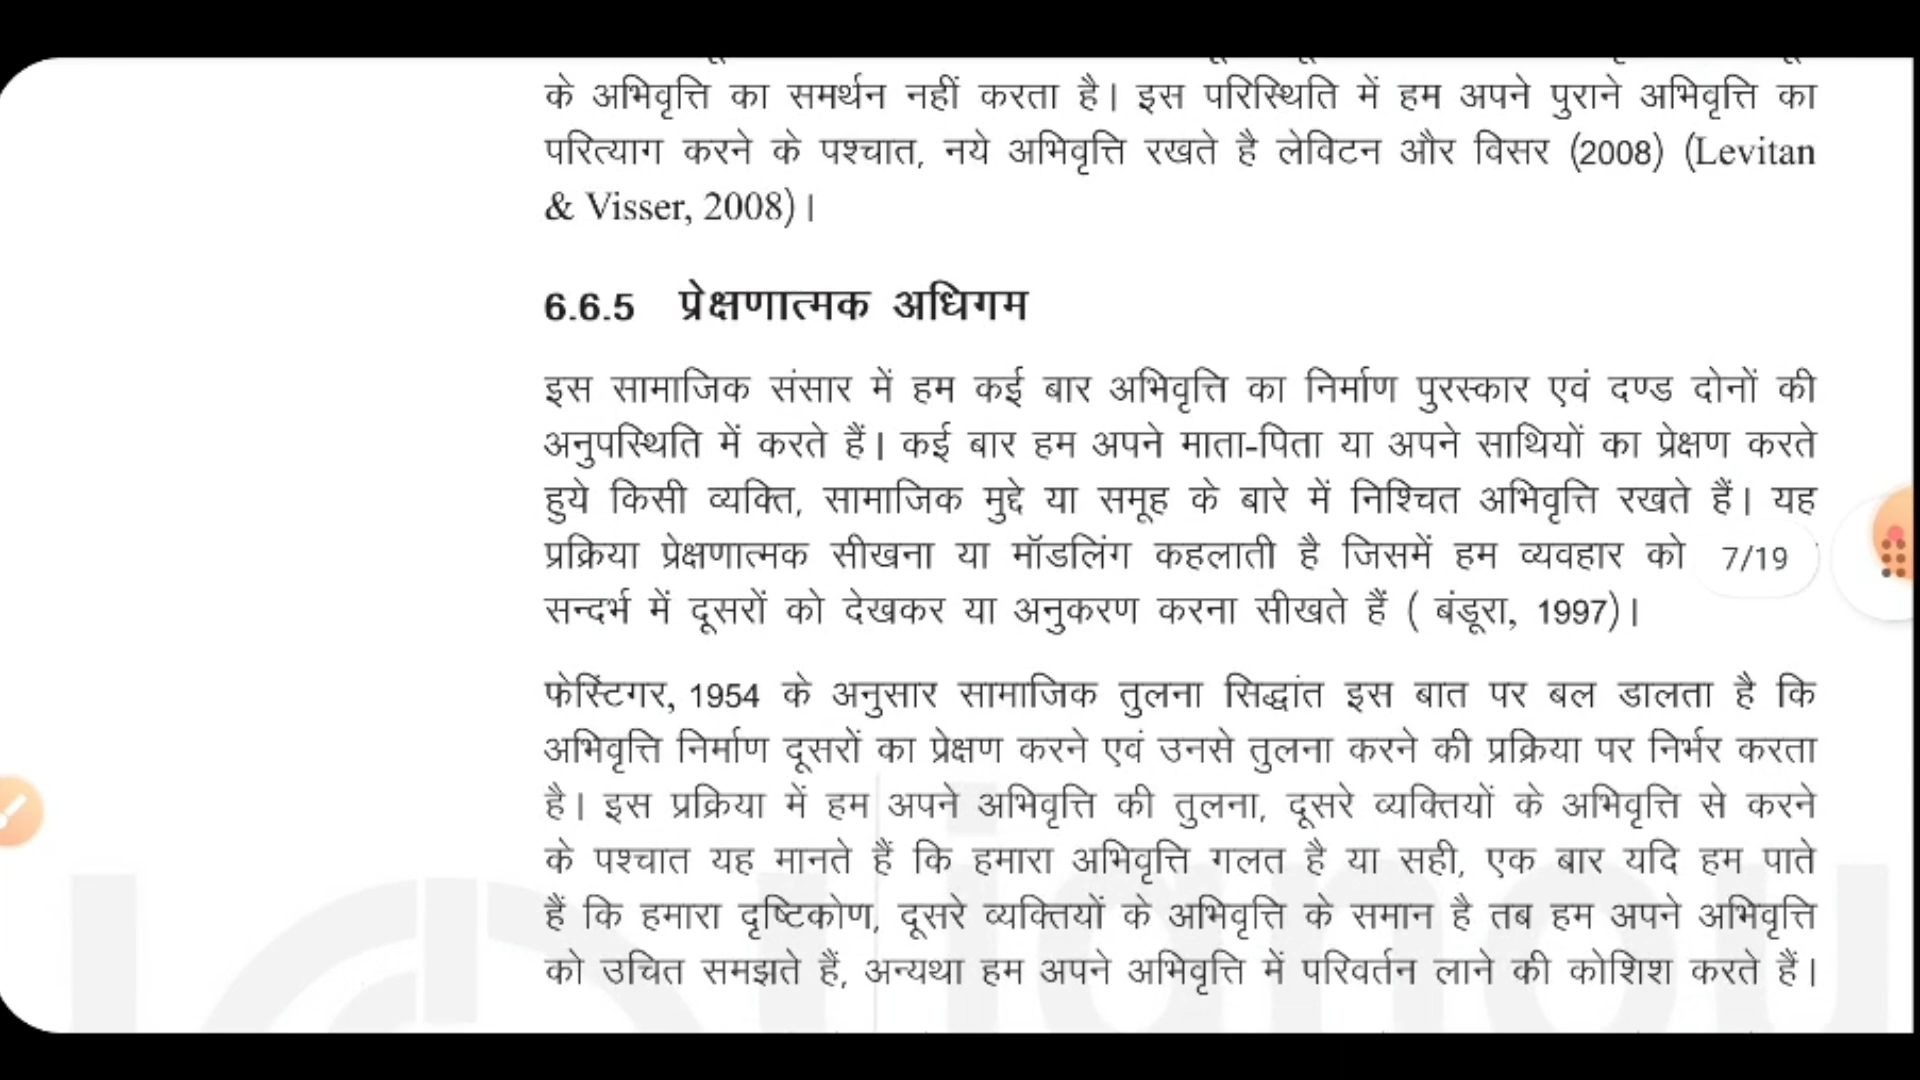 के अभिवृत्ति का समर्थन नहीं करता है। इस परिस्थिति में हम अपने पुराने अभिवृत्ति का
परित्याग करने के पश्चात, नये अभिवृत्ति रखते है लेविटन और विसर (2008) (Levitan
& Visser, 2008)।
6.6.5 प्रेक्षणात्मक अधिगम
इस सामाजिक संसार में हम कई बार अभिवृत्ति का निर्माण पुरस्कार एवं दण्ड दोनों की
अनुपस्थिति में करते हैं। कई बार हम अपने माता-पिता या अपने साथियों का प्रेक्षण करते
हुये किसी व्यक्ति, सामाजिक मुद्दे या समूह के बारे में निश्चित अभिवृत्ति रखते हैं। यह
प्रक्रिया प्रेक्षणात्मक सीखना या मॉडलिंग कहलाती है जिसमें हम व्यवहार को 7/19
सन्दर्भ में दूसरों को देखकर या अनुकरण करना सीखते हैं ( बंडूरा, 1997)।
फेस्टिंगर, 1954 के अनुसार सामाजिक तुलना सिद्धांत इस बात पर बल डालता है कि
अभिवृत्ति निर्माण दूसरों का प्रेक्षण करने एवं उनसे तुलना करने की प्रक्रिया पर निर्भर करता
है। इस प्रक्रिया में हम अपने अभिवृत्ति की तुलना, दूसरे व्यक्तियों के अभिवृत्ति से करने
के पश्चात यह मानते हैं कि हमारा अभिवृत्ति गलत है या सही, एक बार यदि हम पाते
हैं कि हमारा दृष्टिकोण, दूसरे व्यक्तियों के अभिवृत्ति के समान है तब हम अपने अभिवृत्ति
को उचित समझते हैं, अन्यथा हम अपने अभिवृत्ति में परिवर्तन लाने की कोशिश करते हैं।
ignou